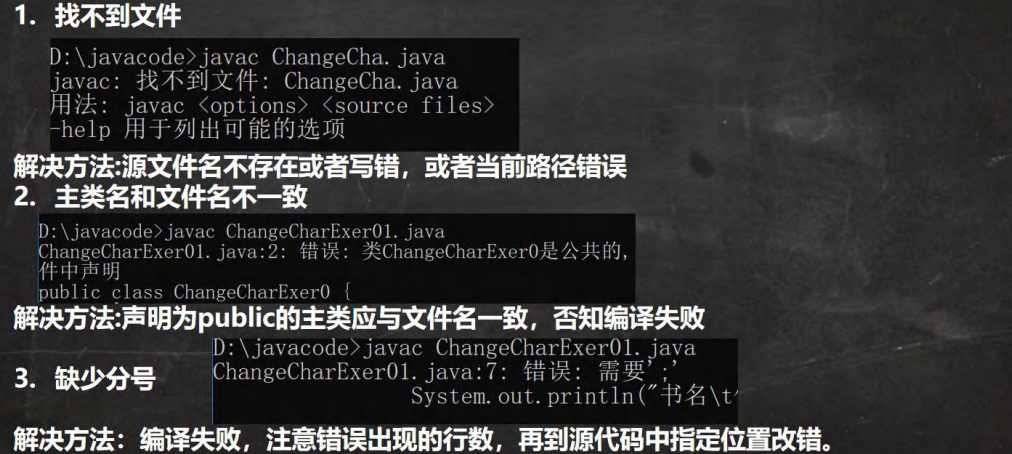 1. 找不到文件
D:\javacode>javac ChangeCha.java
javac: 找不到文件: ChangeCha.java
用法: javac <options> <source files>
-help 用于列出可能的选项
解决方法:源文件名不存在或者写错，或者当前路径错误
2. 主类名和文件名不一致
D:\javacode>javac ChangeCharExer01.java
ChangeCharExer01.java:2: 错误: 类ChangeCharExer0是公共的,
件中声明
public class ChangeCharExer0 {
解决方法:声明为public的主类应与文件名一致，否知编译失败
D:\javacode>javac ChangeCharExer01.java
ChangeCharExer01.java:7: 错误: 需要';'
3. 缺少分号
System.out.println("书名\t
解决方法：编译失败，注意错误出现的行数，再到源代码中指定位置改错。